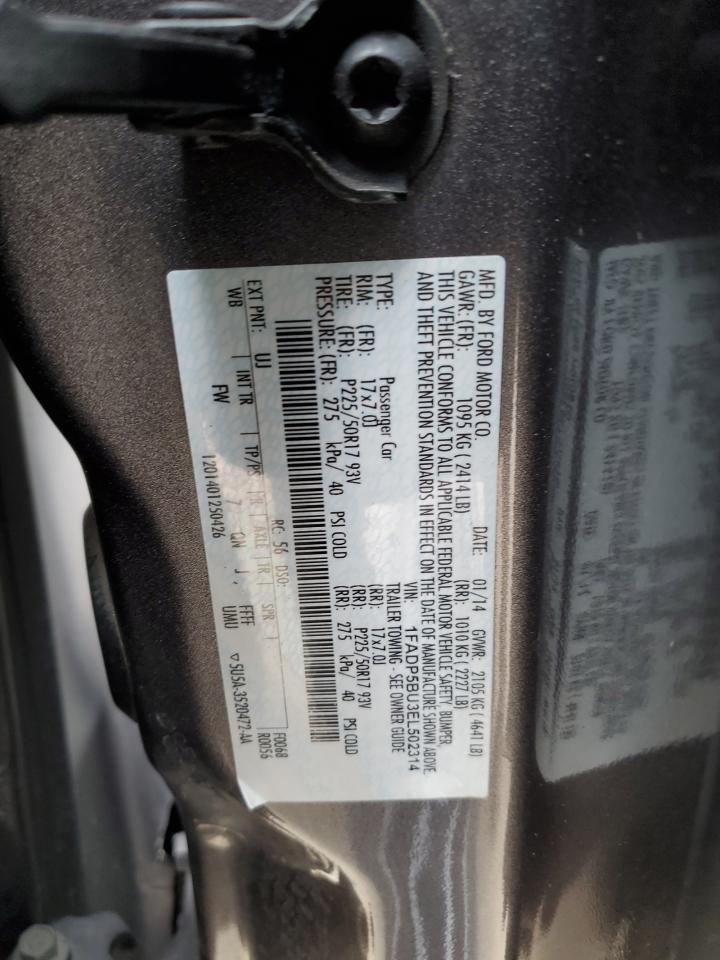 MFD. BY FORD MOTOR CO.
DATE: 01/14 GVWR: 2105 KG ( 4641 LB)
GAWR: (FR): 1095 KG ( 2414 LB) (RR): 1010 KG ( 2227 LB)
THIS VEHICLE CONFORMS TO ALL APPLICABLE FEDERAL MOTOR VEHICLE SAFETY, BUMPER,
AND THEFT PREVENTION STANDARDS IN EFFECT ON THE DATE OF MANUFACTURE SHOWN ABOVE.
VIN: 1FADP5BU3EL502314
TYPE: Passenger Car TRAILER TOWING - SEE OWNER GUIDE
RIM: (FR): 17x7.0J (RR): 17x7.0J
TIRE: (FR): P225/50R17 93V (RR): P225/50R17 93V
PRESSURE: (FR): 275 kPa/ 40 PSI COLD (RR): 275 kPa/ 40 PSI COLD
EXT PNT: UJ RC: 56 DSO: F0068
R0056
WB INT TR TP/PS R AXLE TR SPR
FW 7 QN J , FFFF
UMU
1201401250426 ▽5U5A-3520472-AA